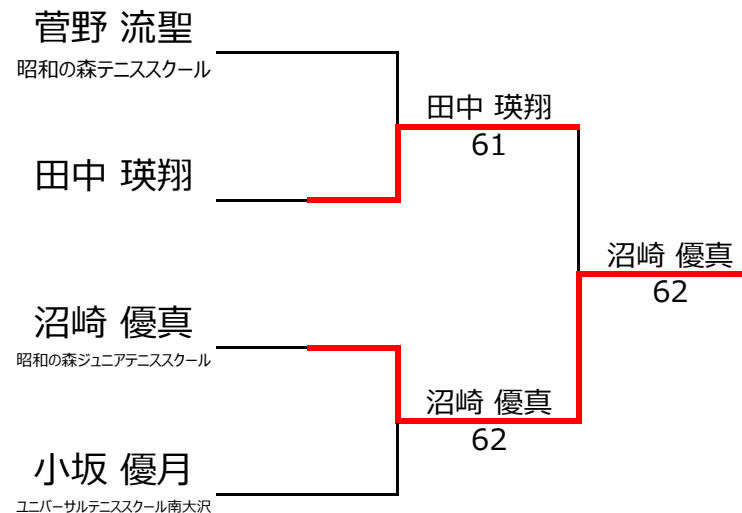 菅野 流聖
昭和の森テニススクール
田中 瑛翔
61
田中 瑛翔
沼崎 優真
62
沼崎 優真
昭和の森ジュニアテニススクール
沼崎 優真
62
小坂 優月
ユニバーサルテニススクール南大沢